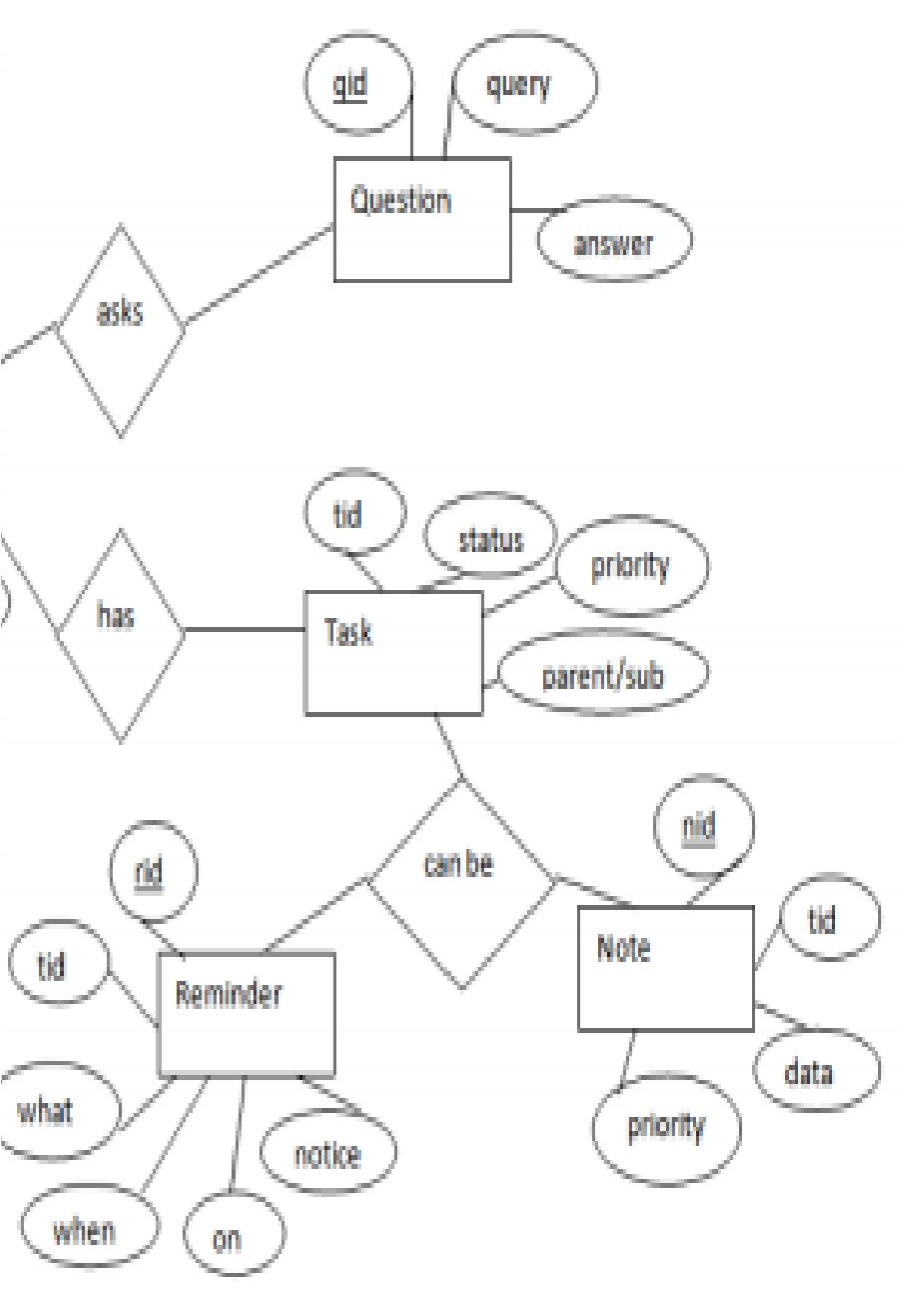 qid
query
Question
answer
asks
tid
status
priority
has
Task
parent/sub
can be
nid
rid
tid
Note
tid
Reminder
data
what
priority
notice
when
on